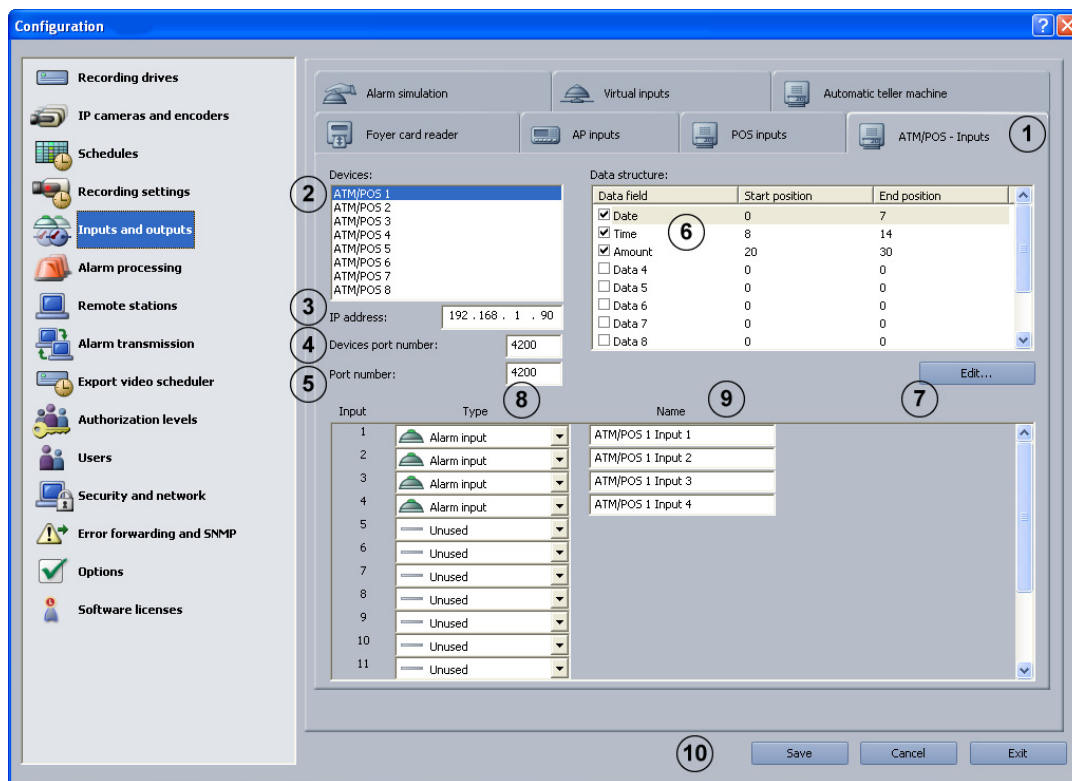 Configuration
Recording drives
IP cameras and encoders
Schedules
Recording settings
Inputs and outputs
Alarm processing
Remote stations
Alarm transmission
Export video scheduler
Authorization levels
Users
Security and network
Error forwarding and SNMP
Options
Software licenses
Alarm simulation Virtual inputs Automatic teller machine
Foyer card reader AP inputs POS inputs ATM/POS - Inputs 1
Devices:
2
ATM/POS 1
ATM/POS 2
ATM/POS 3
ATM/POS 4
ATM/POS 5
ATM/POS 6
ATM/POS 7
ATM/POS 8
3 IP address: 192 . 168 . 1 . 90
4 Devices port number: 4200
5 Port number: 4200
Data structure:
Data field Start position End position
Date 0 7
6
Time 8 14
Amount 20 30
Data 4 0 0
Data 5 0 0
Data 6 0 0
Data 7 0 0
Data 8 0 0
Edit...
7
Input Type 8 Name 9
1 Alarm input ATM/POS 1 Input 1
2 Alarm input ATM/POS 1 Input 2
3 Alarm input ATM/POS 1 Input 3
4 Alarm input ATM/POS 1 Input 4
5 Unused
6 Unused
7 Unused
8 Unused
9 Unused
10 Unused
11 Unused
10 Save Cancel Exit